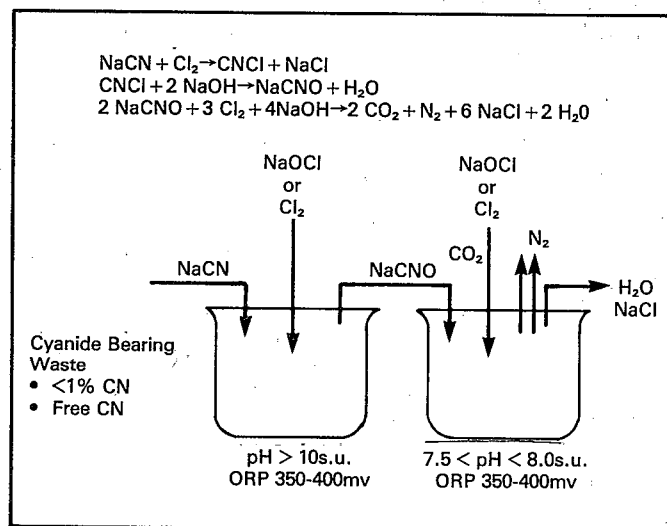 NaCN + Cl₂→CNCl + NaCl
CNCl + 2 NaOH→NaCNO + H₂O
2 NaCNO + 3 Cl₂ + 4NaOH→2 CO₂ + N₂ + 6 NaCl + 2 H₂0
NaOCl
or
Cl₂
NaOCl
or
Cl₂
N₂
CO₂
NaCN
NaCNO
H₂O
NaCl
Cyanide Bearing
Waste
• <1% CN
• Free CN
pH > 10s.u.
ORP 350-400mv
7.5 < pH < 8.0s.u.
ORP 350-400mv